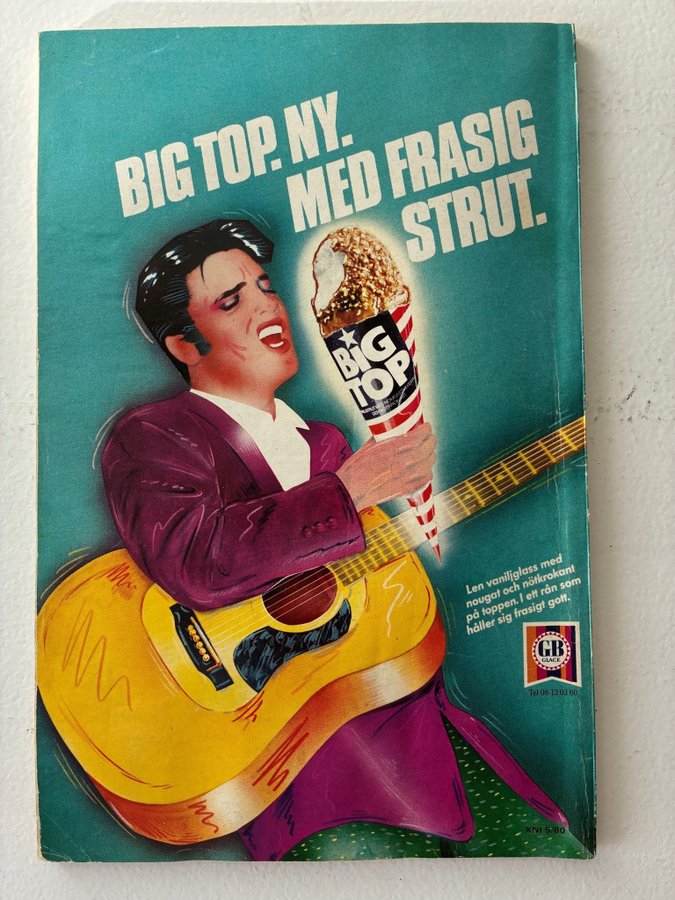 BIG TOP. NY.
MED FRASIG
STRUT.
BIG
TOP
Len vaniljglass med
nougat och nötkrokant
på toppen. I ett rån som
håller sig frasigt gott.
GB
GLACE
Tel 08-13 03 60
XNI 5/80